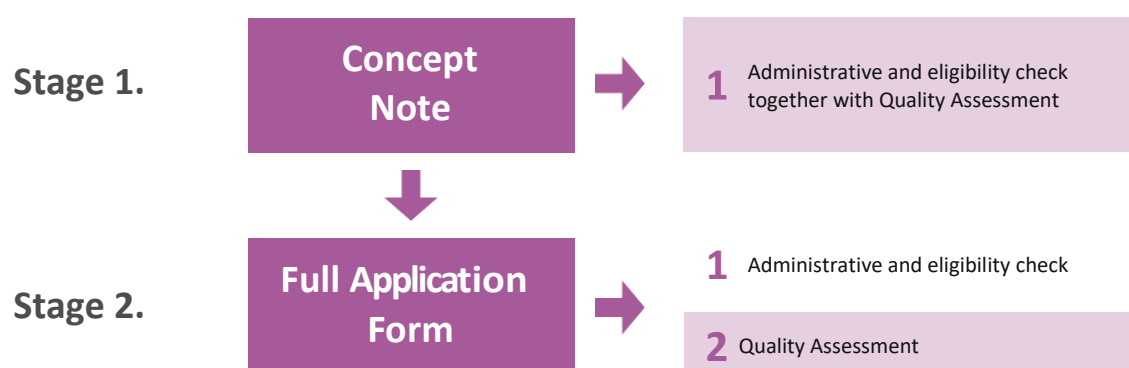 Stage 1.
Concept
Note
1
Administrative and eligibility check
together with Quality Assessment
Stage 2.
Full Application
Form
1
Administrative and eligibility check
2
Quality Assessment